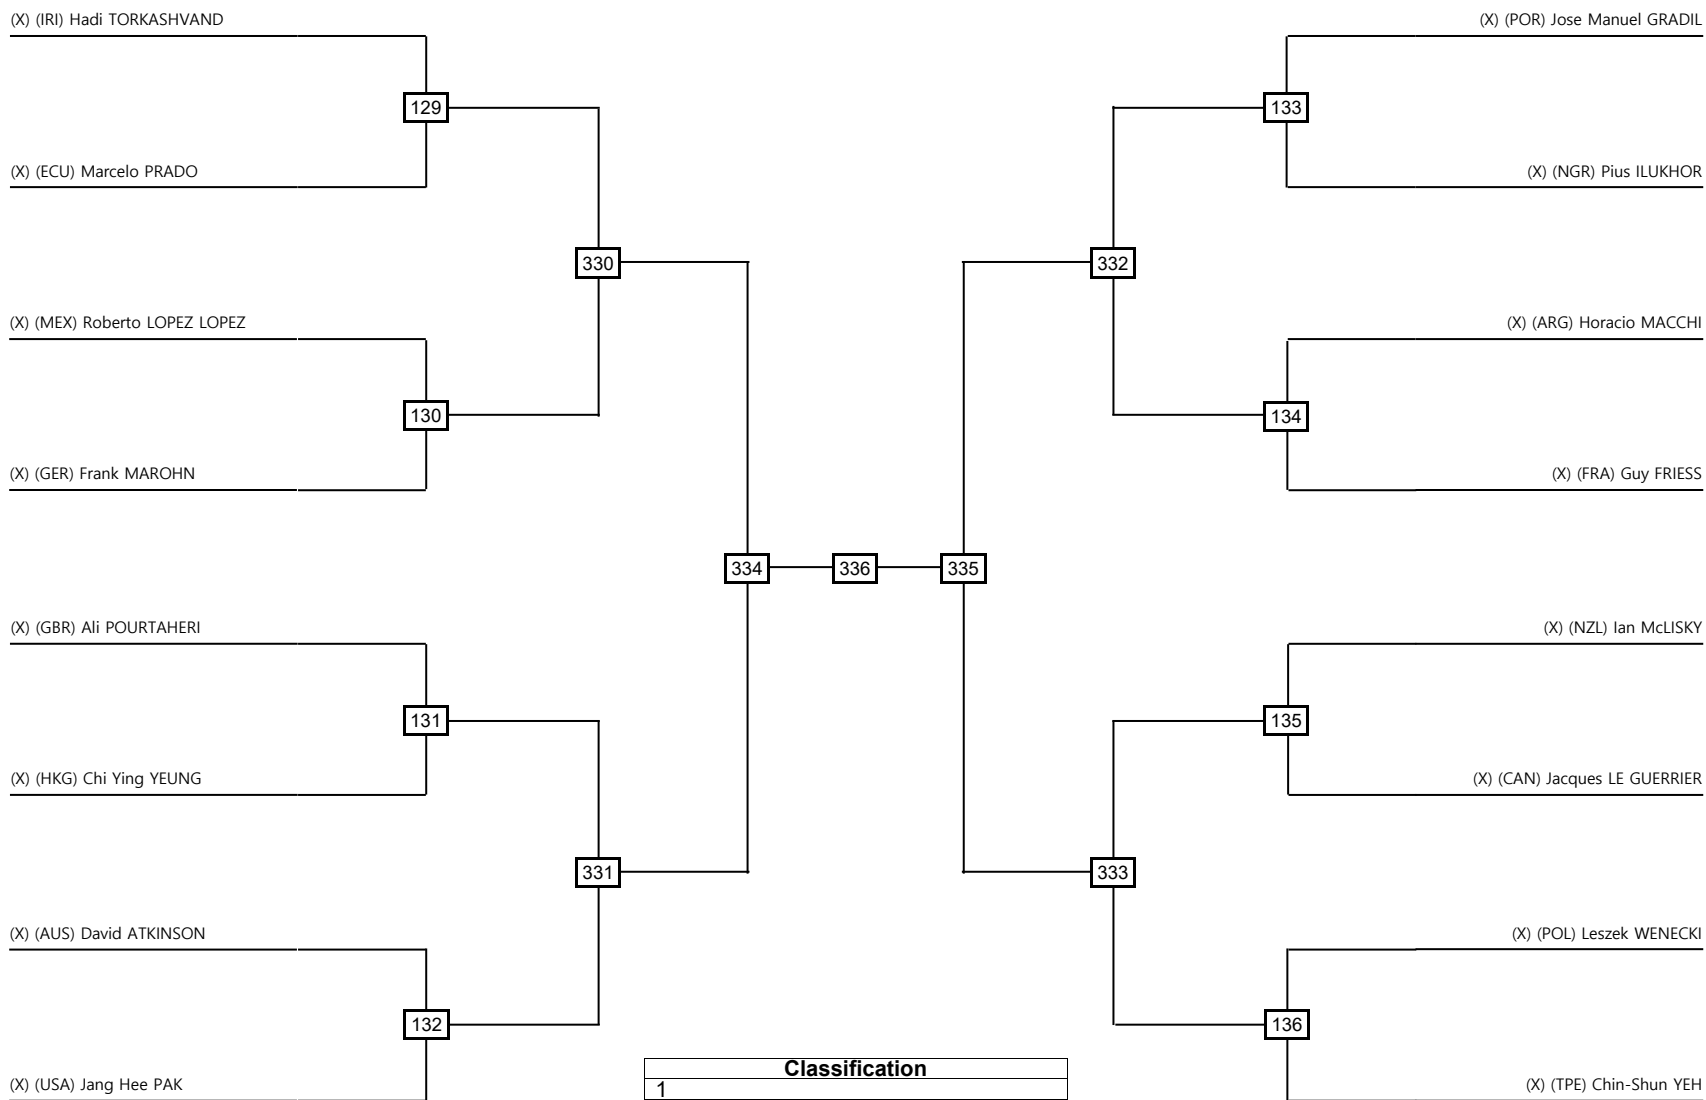 (X) (IRI) Hadi TORKASHVAND
(X) (POR) Jose Manuel GRADIL
129
133
(X) (ECU) Marcelo PRADO
(X) (NGR) Pius ILUKHOR
330
332
(X) (MEX) Roberto LOPEZ LOPEZ
(X) (ARG) Horacio MACCHI
130
134
(X) (GER) Frank MAROHN
(X) (FRA) Guy FRIESS
334
336
335
(X) (GBR) Ali POURTAHERI
(X) (NZL) Ian McLISKY
131
135
(X) (HKG) Chi Ying YEUNG
(X) (CAN) Jacques LE GUERRIER
331
333
(X) (AUS) David ATKINSON
(X) (POL) Leszek WENECKI
132
136
Classification
1
(X) (USA) Jang Hee PAK
(X) (TPE) Chin-Shun YEH